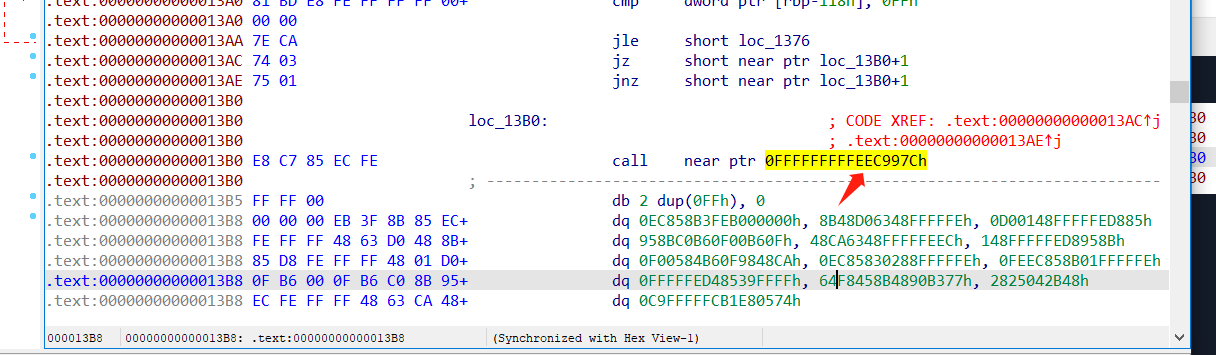 .text:00000000000013A0 81 BD E8 FE FF FF FF 00+ cmp dword ptr [rbp-118h], 0FFh
.text:00000000000013A0 00 00
.text:00000000000013AA 7E CA jle short loc_1376
.text:00000000000013AC 74 03 jz short near ptr loc_13B0+1
.text:00000000000013AE 75 01 jnz short near ptr loc_13B0+1
.text:00000000000013B0
.text:00000000000013B0 loc_13B0: ; CODE XREF: .text:00000000000013AC↑j
.text:00000000000013B0 ; .text:00000000000013AE↑j
.text:00000000000013B0 E8 C7 85 EC FE call near ptr 0FFFFFFFFFEEC997Ch
.text:00000000000013B0 ; ---------------------------------------------------------------------------
.text:00000000000013B5 FF FF 00 db 2 dup(0FFh), 0
.text:00000000000013B8 00 00 00 EB 3F 8B 85 EC+ dq 0EC858B3FEB000000h, 8B48D06348FFFFFEh, 0D00148FFFFFED885h
.text:00000000000013B8 FE FF FF 48 63 D0 48 8B+ dq 958BC0B60F00B60Fh, 48CA6348FFFFFEECh, 148FFFFFED8958Bh
.text:00000000000013B8 85 D8 FE FF FF 48 01 D0+ dq 0F00584B60F9848CAh, 0EC85830288FFFFFEh, 0FEEC858B01FFFFFEh
.text:00000000000013B8 0F B6 00 0F B6 C0 8B 95+ dq 0FFFFFED48539FFFFh, 64F8458B4890B377h, 2825042B48h
.text:00000000000013B8 EC FE FF FF 48 63 CA 48+ dq 0C9FFFFFCB1E80574h
000013B8 00000000000013B8: .text:00000000000013B8 (Synchronized with Hex View-1)